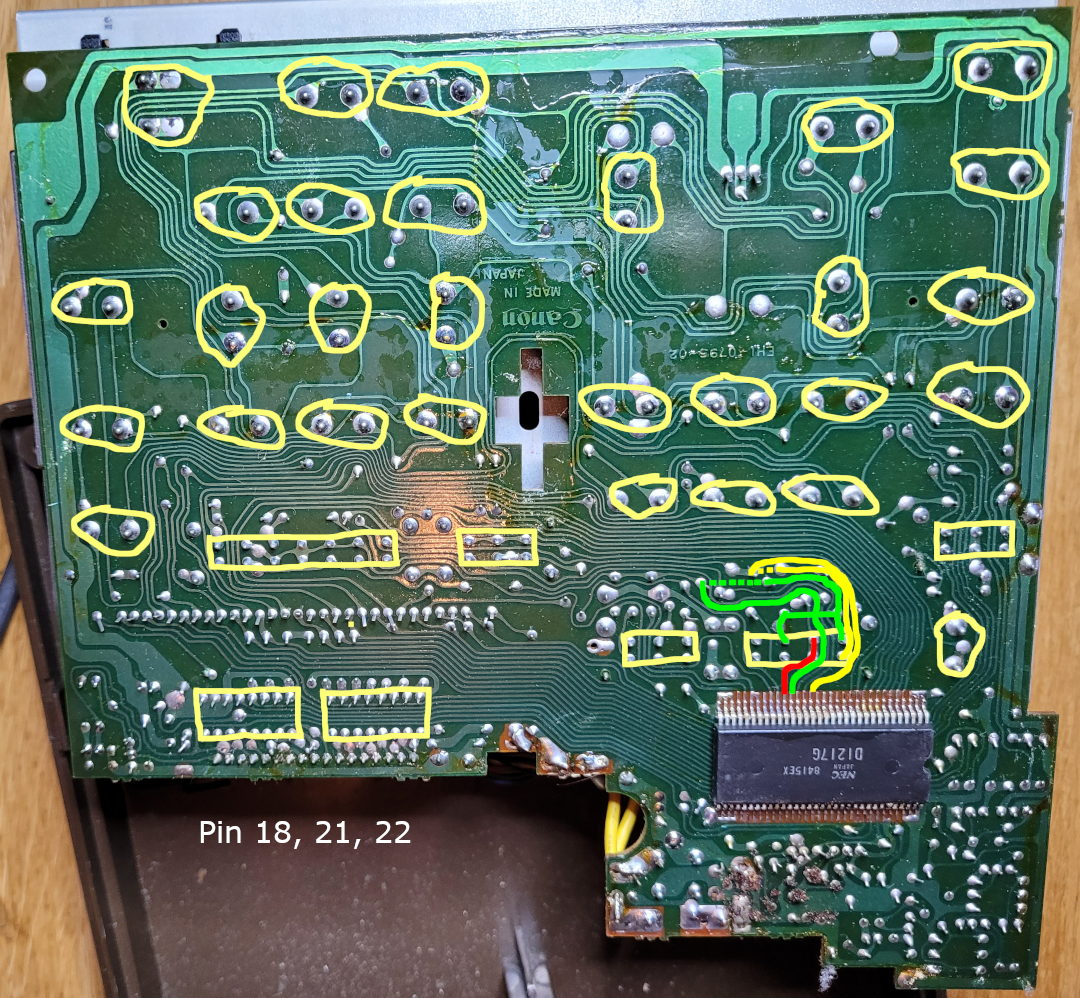 MADE IN
JAPAN
Canon
EH1-0795-02
NEC
JAPAN
8415EX
D1217G
Pin 18, 21, 22